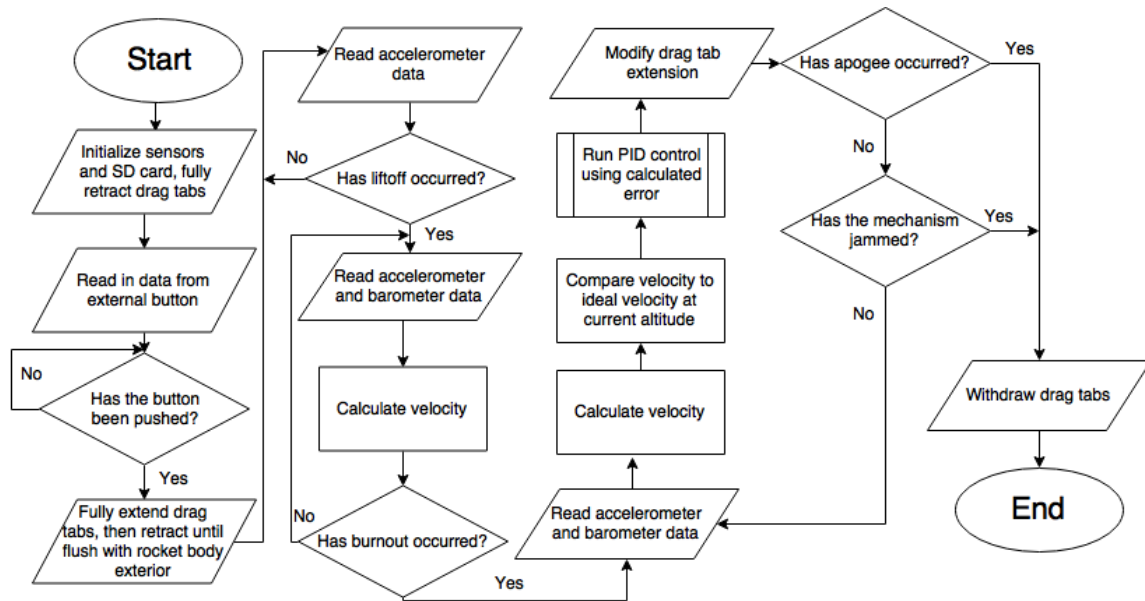 Start
Initialize sensors
and SD card, fully
retract drag tabs
Read in data from
external button
No
Has the button
been pushed?
Yes
Fully extend drag
tabs, then retract until
flush with rocket body
exterior
Read accelerometer
data
No
Has liftoff occurred?
Yes
Read accelerometer
and barometer data
Calculate velocity
No
Has burnout occurred?
Yes
Read accelerometer
and barometer data
Calculate velocity
Compare velocity to
ideal velocity at
current altitude
Run PID control
using calculated
error
Modify drag tab
extension
Has apogee occurred?
Yes
No
Has the mechanism
jammed?
Yes
No
Withdraw drag tabs
End